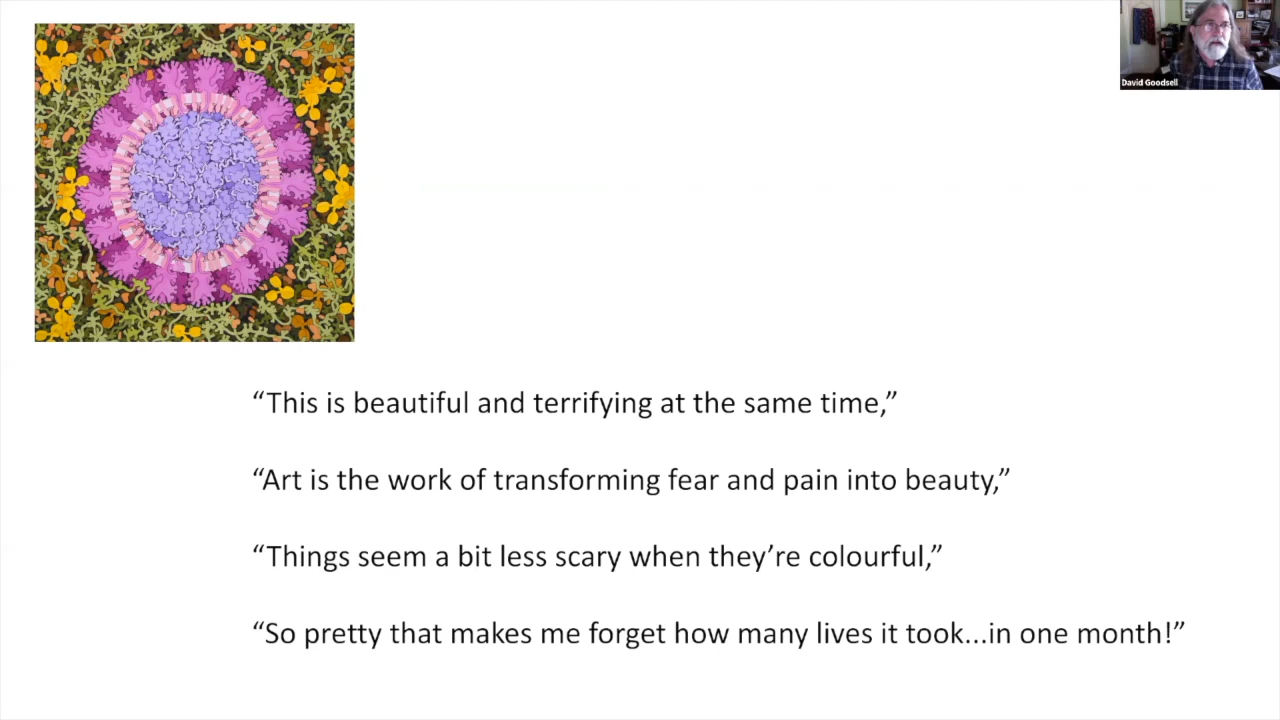 David Goodsell
“This is beautiful and terrifying at the same time,”
“Art is the work of transforming fear and pain into beauty,”
“Things seem a bit less scary when they’re colourful,”
“So pretty that makes me forget how many lives it took...in one month!”